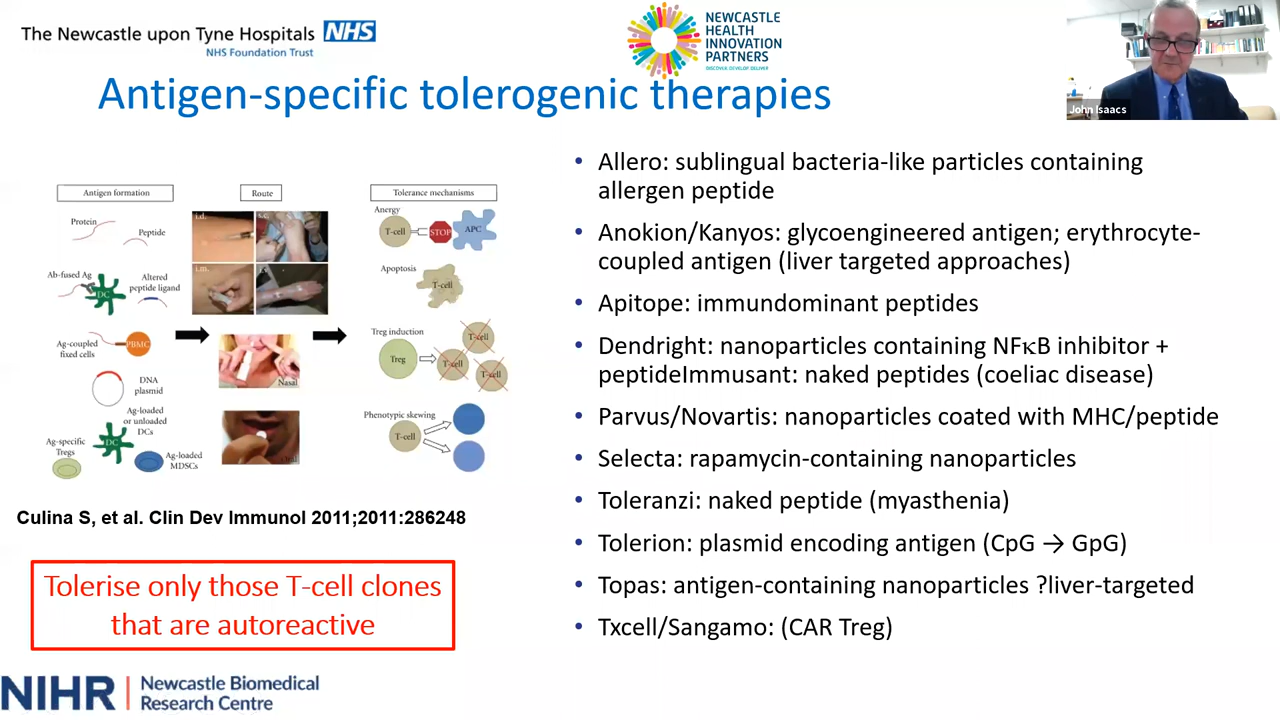 The Newcastle upon Tyne Hospitals NHS
NHS Foundation Trust
NEWCASTLE
HEALTH
INNOVATION
PARTNERS
DISCOVER. DEVELOP. DELIVER.
John Isaacs
Antigen-specific tolerogenic therapies
Antigen formation
Protein
Peptide
Ab-fused Ag
DC
Altered
peptide ligand
Ag-coupled
fixed cells
PBMC
DNA
plasmid
Ag-loaded
or unloaded
DCs
DC
Ag-specific
Tregs
Ag-loaded
MDSCs
Route
i.d.
s.c.
i.m.
Nasal
Oral
Tolerance mechanisms
Anergy
T-cell
STOP
APC
Apoptosis
T-cell
Treg induction
Treg
T-cell
T-cell
T-cell
Phenotypic skewing
T-cell
Culina S, et al. Clin Dev Immunol 2011;2011:286248
Tolerise only those T-cell clones
that are autoreactive
• Allero: sublingual bacteria-like particles containing
allergen peptide
• Anokion/Kanyos: glycoengineered antigen; erythrocyte-
coupled antigen (liver targeted approaches)
• Apitope: immundominant peptides
• Dendright: nanoparticles containing NFκB inhibitor +
peptideImmusant: naked peptides (coeliac disease)
• Parvus/Novartis: nanoparticles coated with MHC/peptide
• Selecta: rapamycin-containing nanoparticles
• Toleranzi: naked peptide (myasthenia)
• Tolerion: plasmid encoding antigen (CpG → GpG)
• Topas: antigen-containing nanoparticles ?liver-targeted
• Txcell/Sangamo: (CAR Treg)
NIHR | Newcastle Biomedical
Research Centre